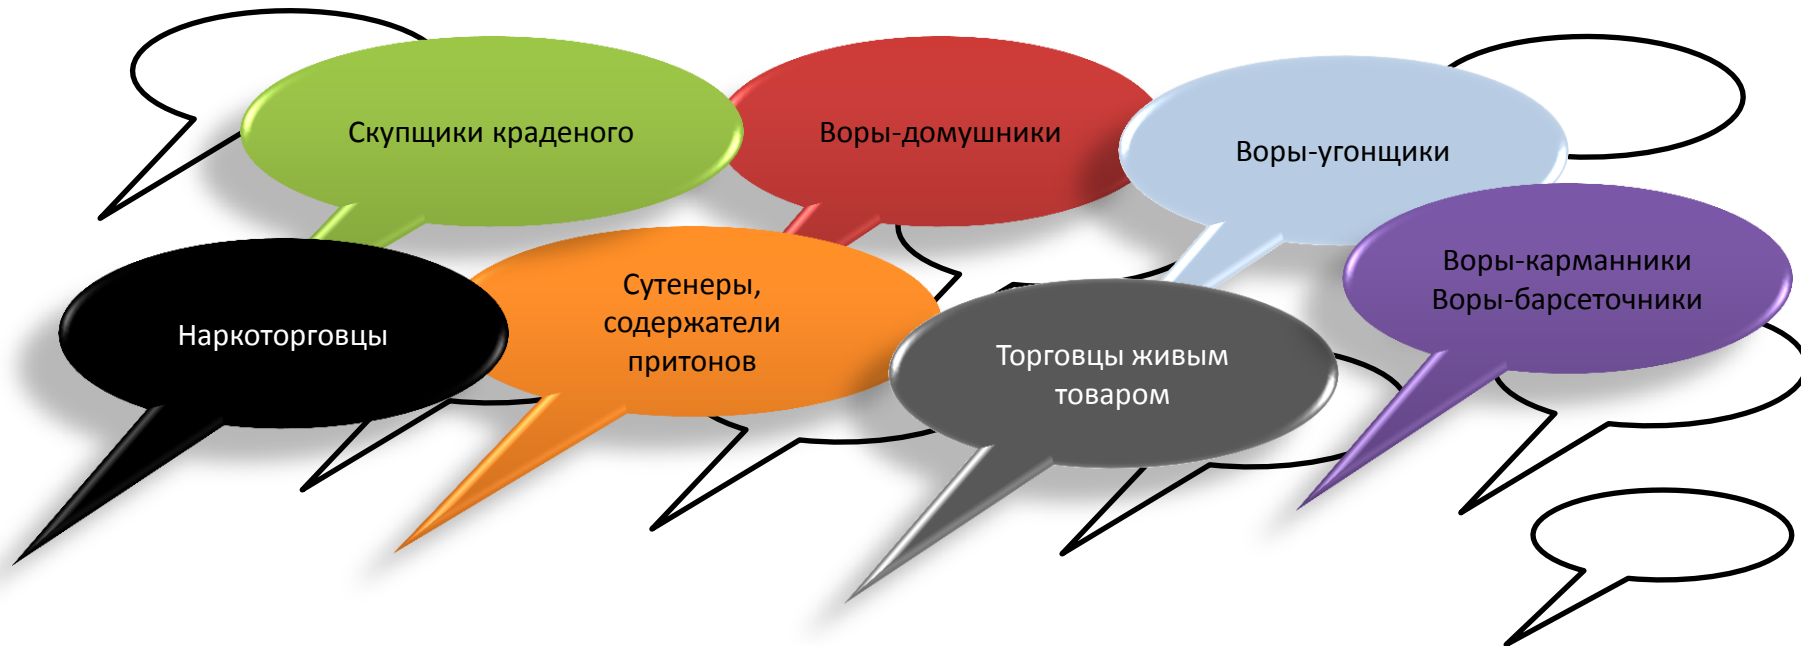 Скупщики краденого
Воры-домушники
Воры-угонщики
Наркоторговцы
Сутенеры,
содержатели
притонов
Торговцы живым
товаром
Воры-карманники
Воры-барсеточники